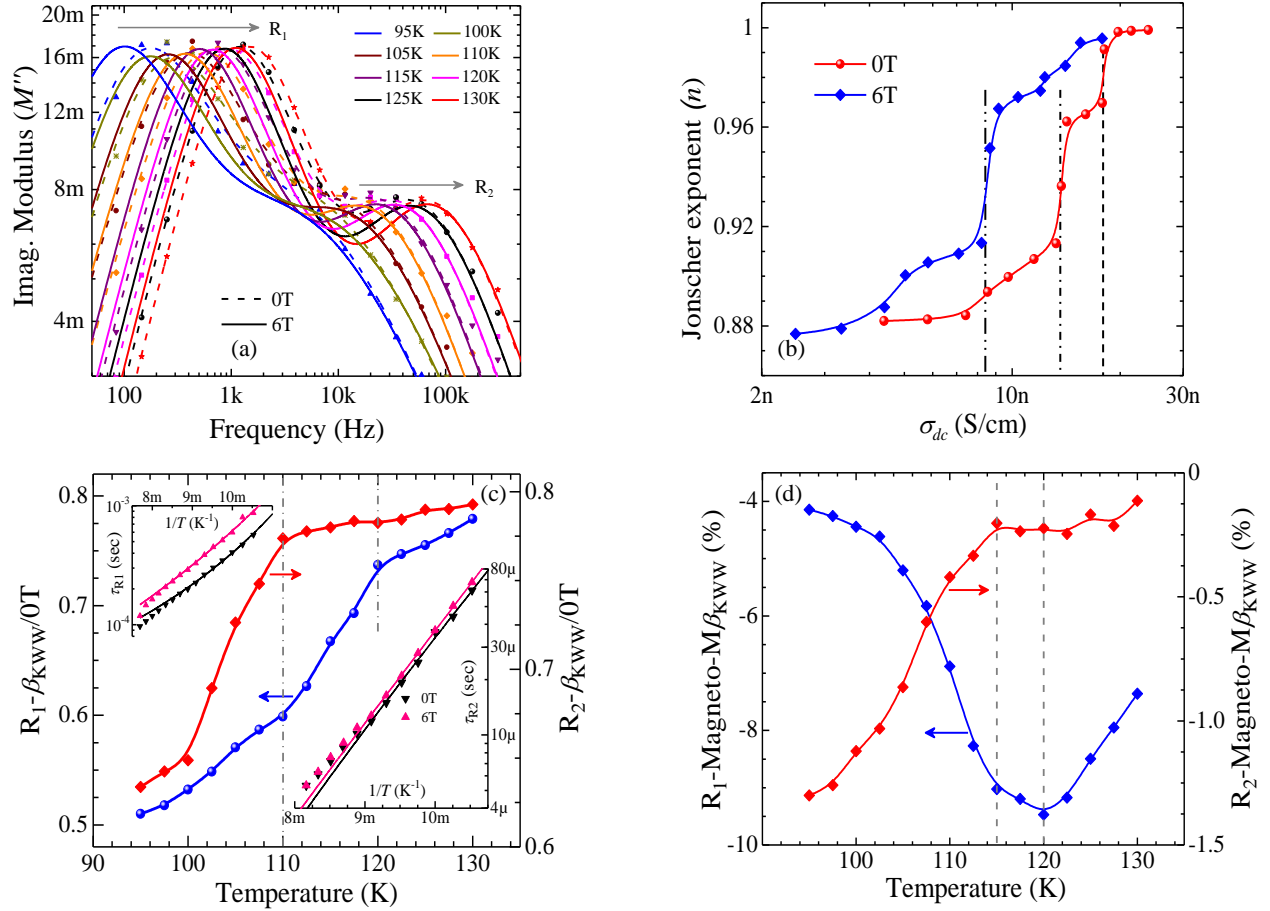 20m
16m
12m
8m
4m
100
1k
10k
100k
Imag. Modulus (M″)
Frequency (Hz)
R1
R2
95K
100K
105K
110K
115K
120K
125K
130K
0T
6T
(a)
1.00
0.96
0.92
0.88
2n
10n
30n
Jonscher exponent (n)
σdc (S/cm)
0T
6T
(b)
0.8
0.7
0.6
0.5
90
100
110
120
130
0.8
0.7
0.6
R1-βKWW/0T
R2-βKWW/0T
Temperature (K)
(c)
8m
9m
10m
1/T (K-1)
10-3
10-4
τR1 (sec)
80μ
30μ
10μ
4μ
τR2 (sec)
0T
6T
1/T (K-1)
8m
9m
10m
-4
-6
-8
-10
100
110
120
130
0
-0.5
-1.0
-1.5
R1-Magneto-MβKWW (%)
R2-Magneto-MβKWW (%)
Temperature (K)
(d)